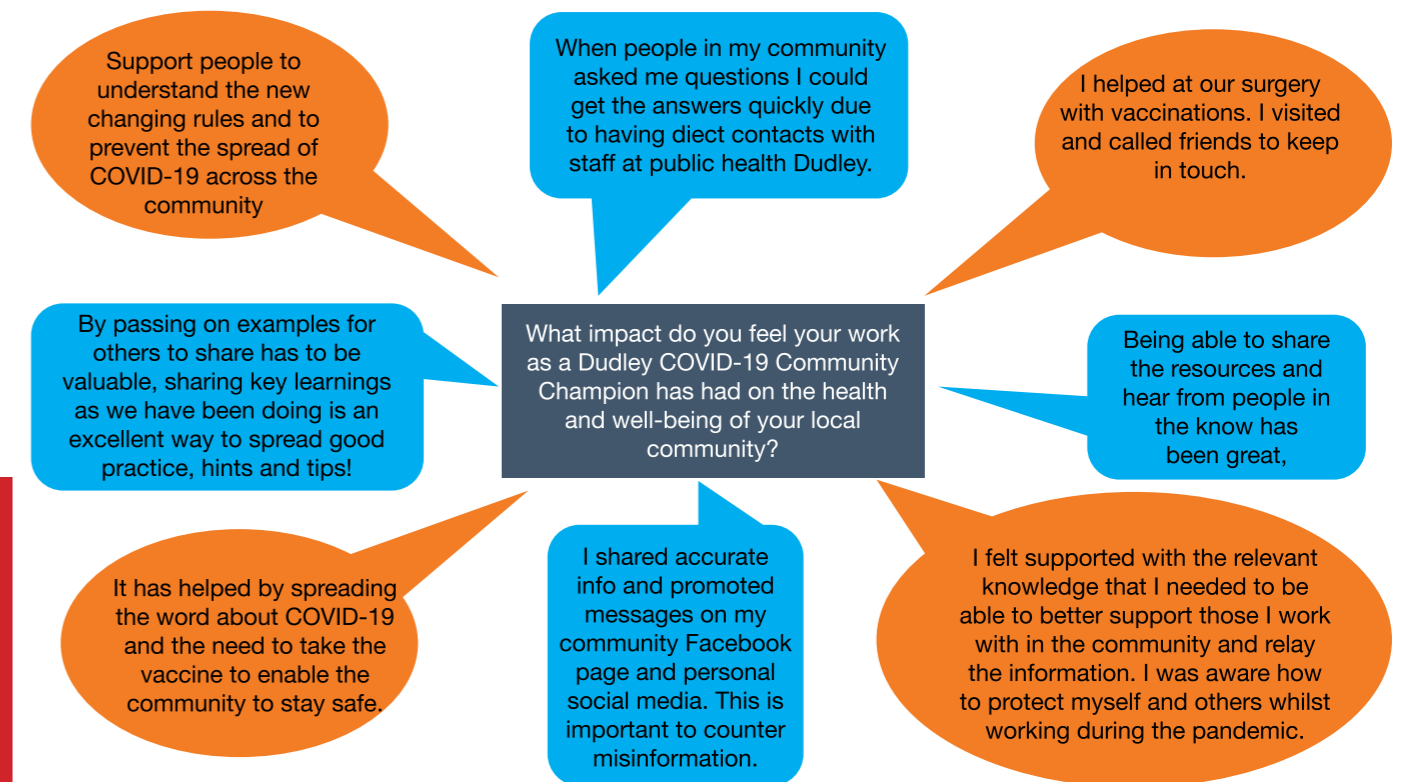 Support people to
understand the new
changing rules and to
prevent the spread of
COVID-19 across the
community
When people in my community
asked me questions I could
get the answers quickly due
to having diect contacts with
staff at public health Dudley.
I helped at our surgery
with vaccinations. I visited
and called friends to keep
in touch.
By passing on examples for
others to share has to be
valuable, sharing key learnings
as we have been doing is an
excellent way to spread good
practice, hints and tips!
What impact do you feel your work
as a Dudley COVID-19 Community
Champion has had on the health
and well-being of your local
community?
Being able to share
the resources and
hear from people in
the know has
been great,
It has helped by spreading
the word about COVID-19
and the need to take the
vaccine to enable the
community to stay safe.
I shared accurate
info and promoted
messages on my
community Facebook
page and personal
social media. This is
important to counter
misinformation.
I felt supported with the relevant
knowledge that I needed to be
able to better support those I work
with in the community and relay
the information. I was aware how
to protect myself and others whilst
working during the pandemic.